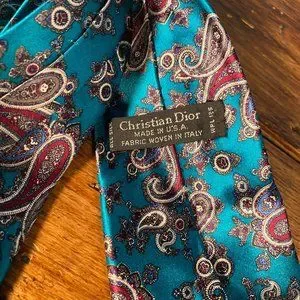 Christian Dior
MADE IN U.S.A.
FABRIC WOVEN IN ITALY